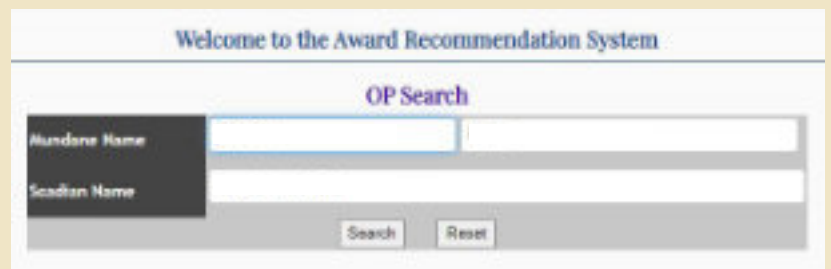 Welcome to the Award Recommendation System
OP Search
Mundane Name
Scadian Name
Search Reset